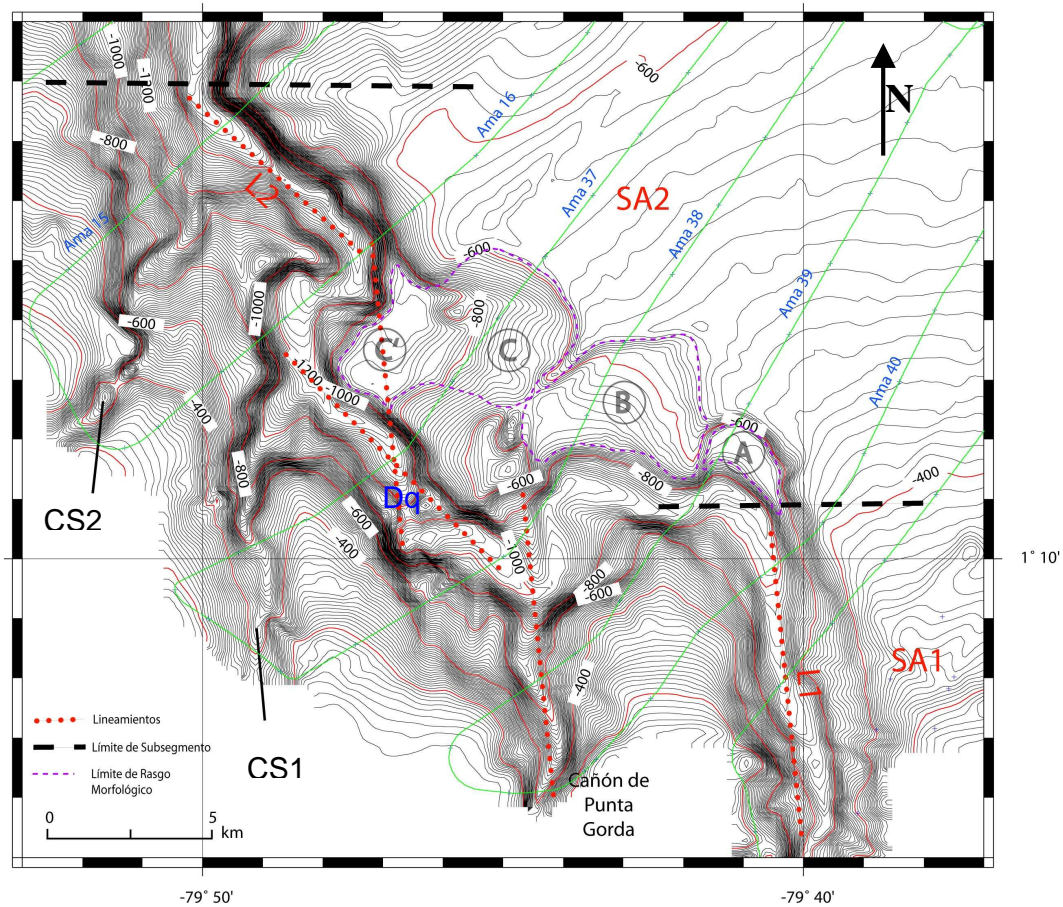 -1000
-1200
-600
-800
Ama 16
N
L2
Ama 15
Ama 37
SA2
Ama 38
-600
Ama 39
-1000
-800
-600
C'
C
Ama 40
-1200
-1000
B
-400
-600
A
-800
-600
-800
-400
CS2
Dq
-600
-400
-1000
1° 10'
-800
-600
SA1
-400
L1
Lineamientos
Límite de Subsegmento
Límite de Rasgo
Morfológico
CS1
Cañón de
Punta
Gorda
0 5
km
-79° 50'
-79° 40'